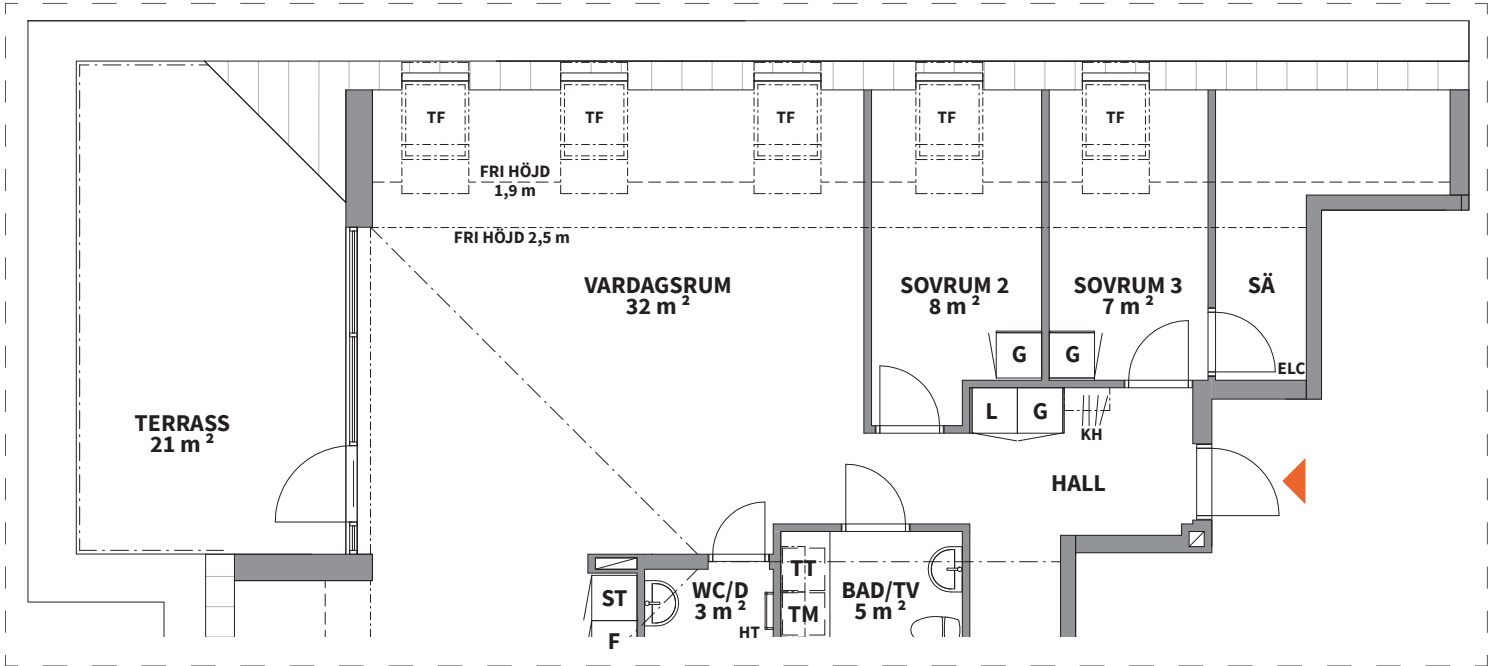 TF
TF
TF
TF
TF
FRI HÖJD
1,9 m
FRI HÖJD 2,5 m
VARDAGSRUM
32 m²
SOVRUM 2
8 m²
SOVRUM 3
7 m²
SÄ
G
G
ELC
TERRASS
21 m²
L
G
KH
HALL
TT
WC/D
3 m²
BAD/TV
5 m²
ST
TM
HT
F